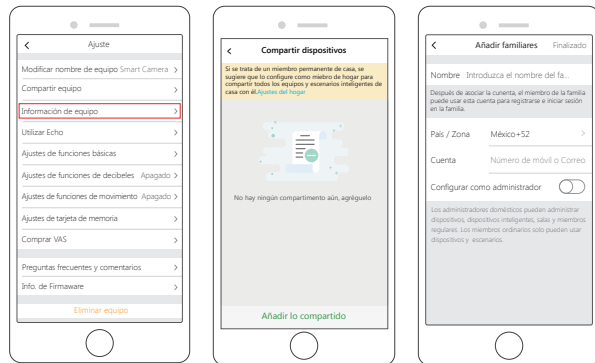 Ajuste
Modificar nombre de equipo Smart Camera
Compartir equipo
Información de equipo
Utilizar Echo
Ajustes de funciones básicas
Ajustes de funciones de decibeles Apagado
Ajustes de funciones de movimiento Apagado
Ajustes de tarjeta de memoria
Comprar VAS
Preguntas frecuentes y comentarios
Info. de Firmaware
Eliminar equipo
Compartir dispositivos
Si se trata de un miembro permanente de casa, se
sugiere que lo configure como miebro de hogar para
compartir todos los equipos y escenarios inteligentes de
casa con él.Ajustes del hogar
No hay ningún compartimento aún, agréguelo
Añadir lo compartido
Añadir familiares Finalizado
Nombre Introduzca el nombre del fa..
Después de asociar la cunenta, el miembro de la familia
puede usar esta cuenta para registrarse e iniciar sesión
en la familia.
País / Zona México+52
Cuenta Número de móvil o Correo
Configurar como administrador
Los administradores domésticos pueden administrar
dispositivos, dispositivos inteligentes, salas y miembros
regulares. Los miembros ordinarios solo pueden usar
dispositivos y escenarios.